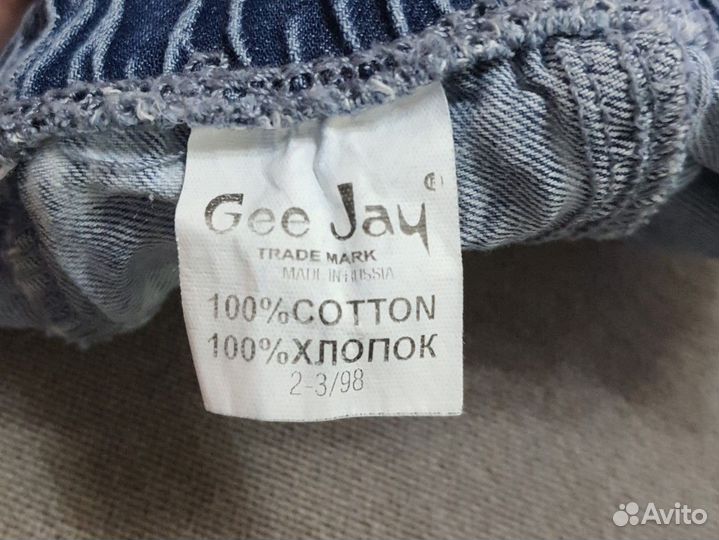 Gee Jay ®
TRADE MARK
MADE IN RUSSIA
100% COTTON
100% ХЛОПОК
2-3/98
Avito